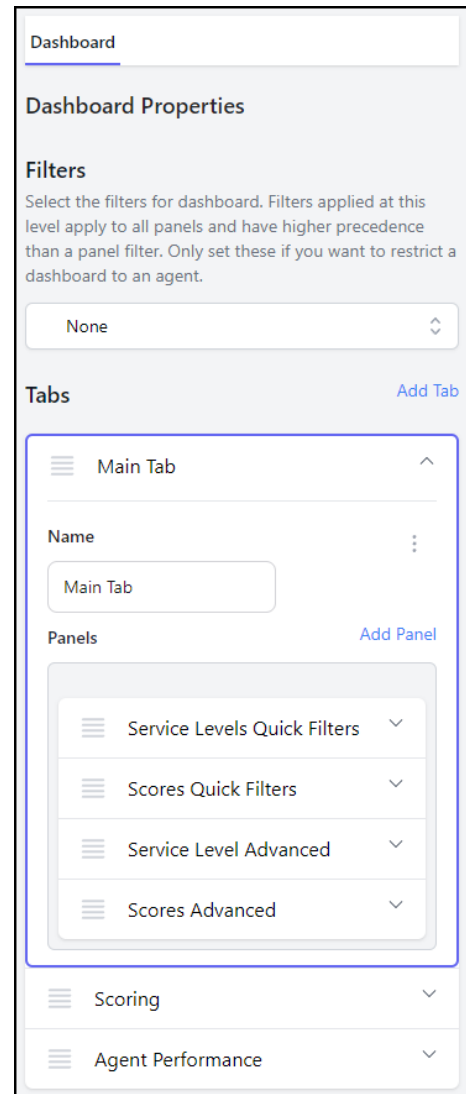 Dashboard
Dashboard Properties
Filters
Select the filters for dashboard. Filters applied at this
level apply to all panels and have higher precedence
than a panel filter. Only set these if you want to restrict a
dashboard to an agent.
None
Tabs
Add Tab
Main Tab
Name
Main Tab
Panels
Add Panel
Service Levels Quick Filters
Scores Quick Filters
Service Level Advanced
Scores Advanced
Scoring
Agent Performance